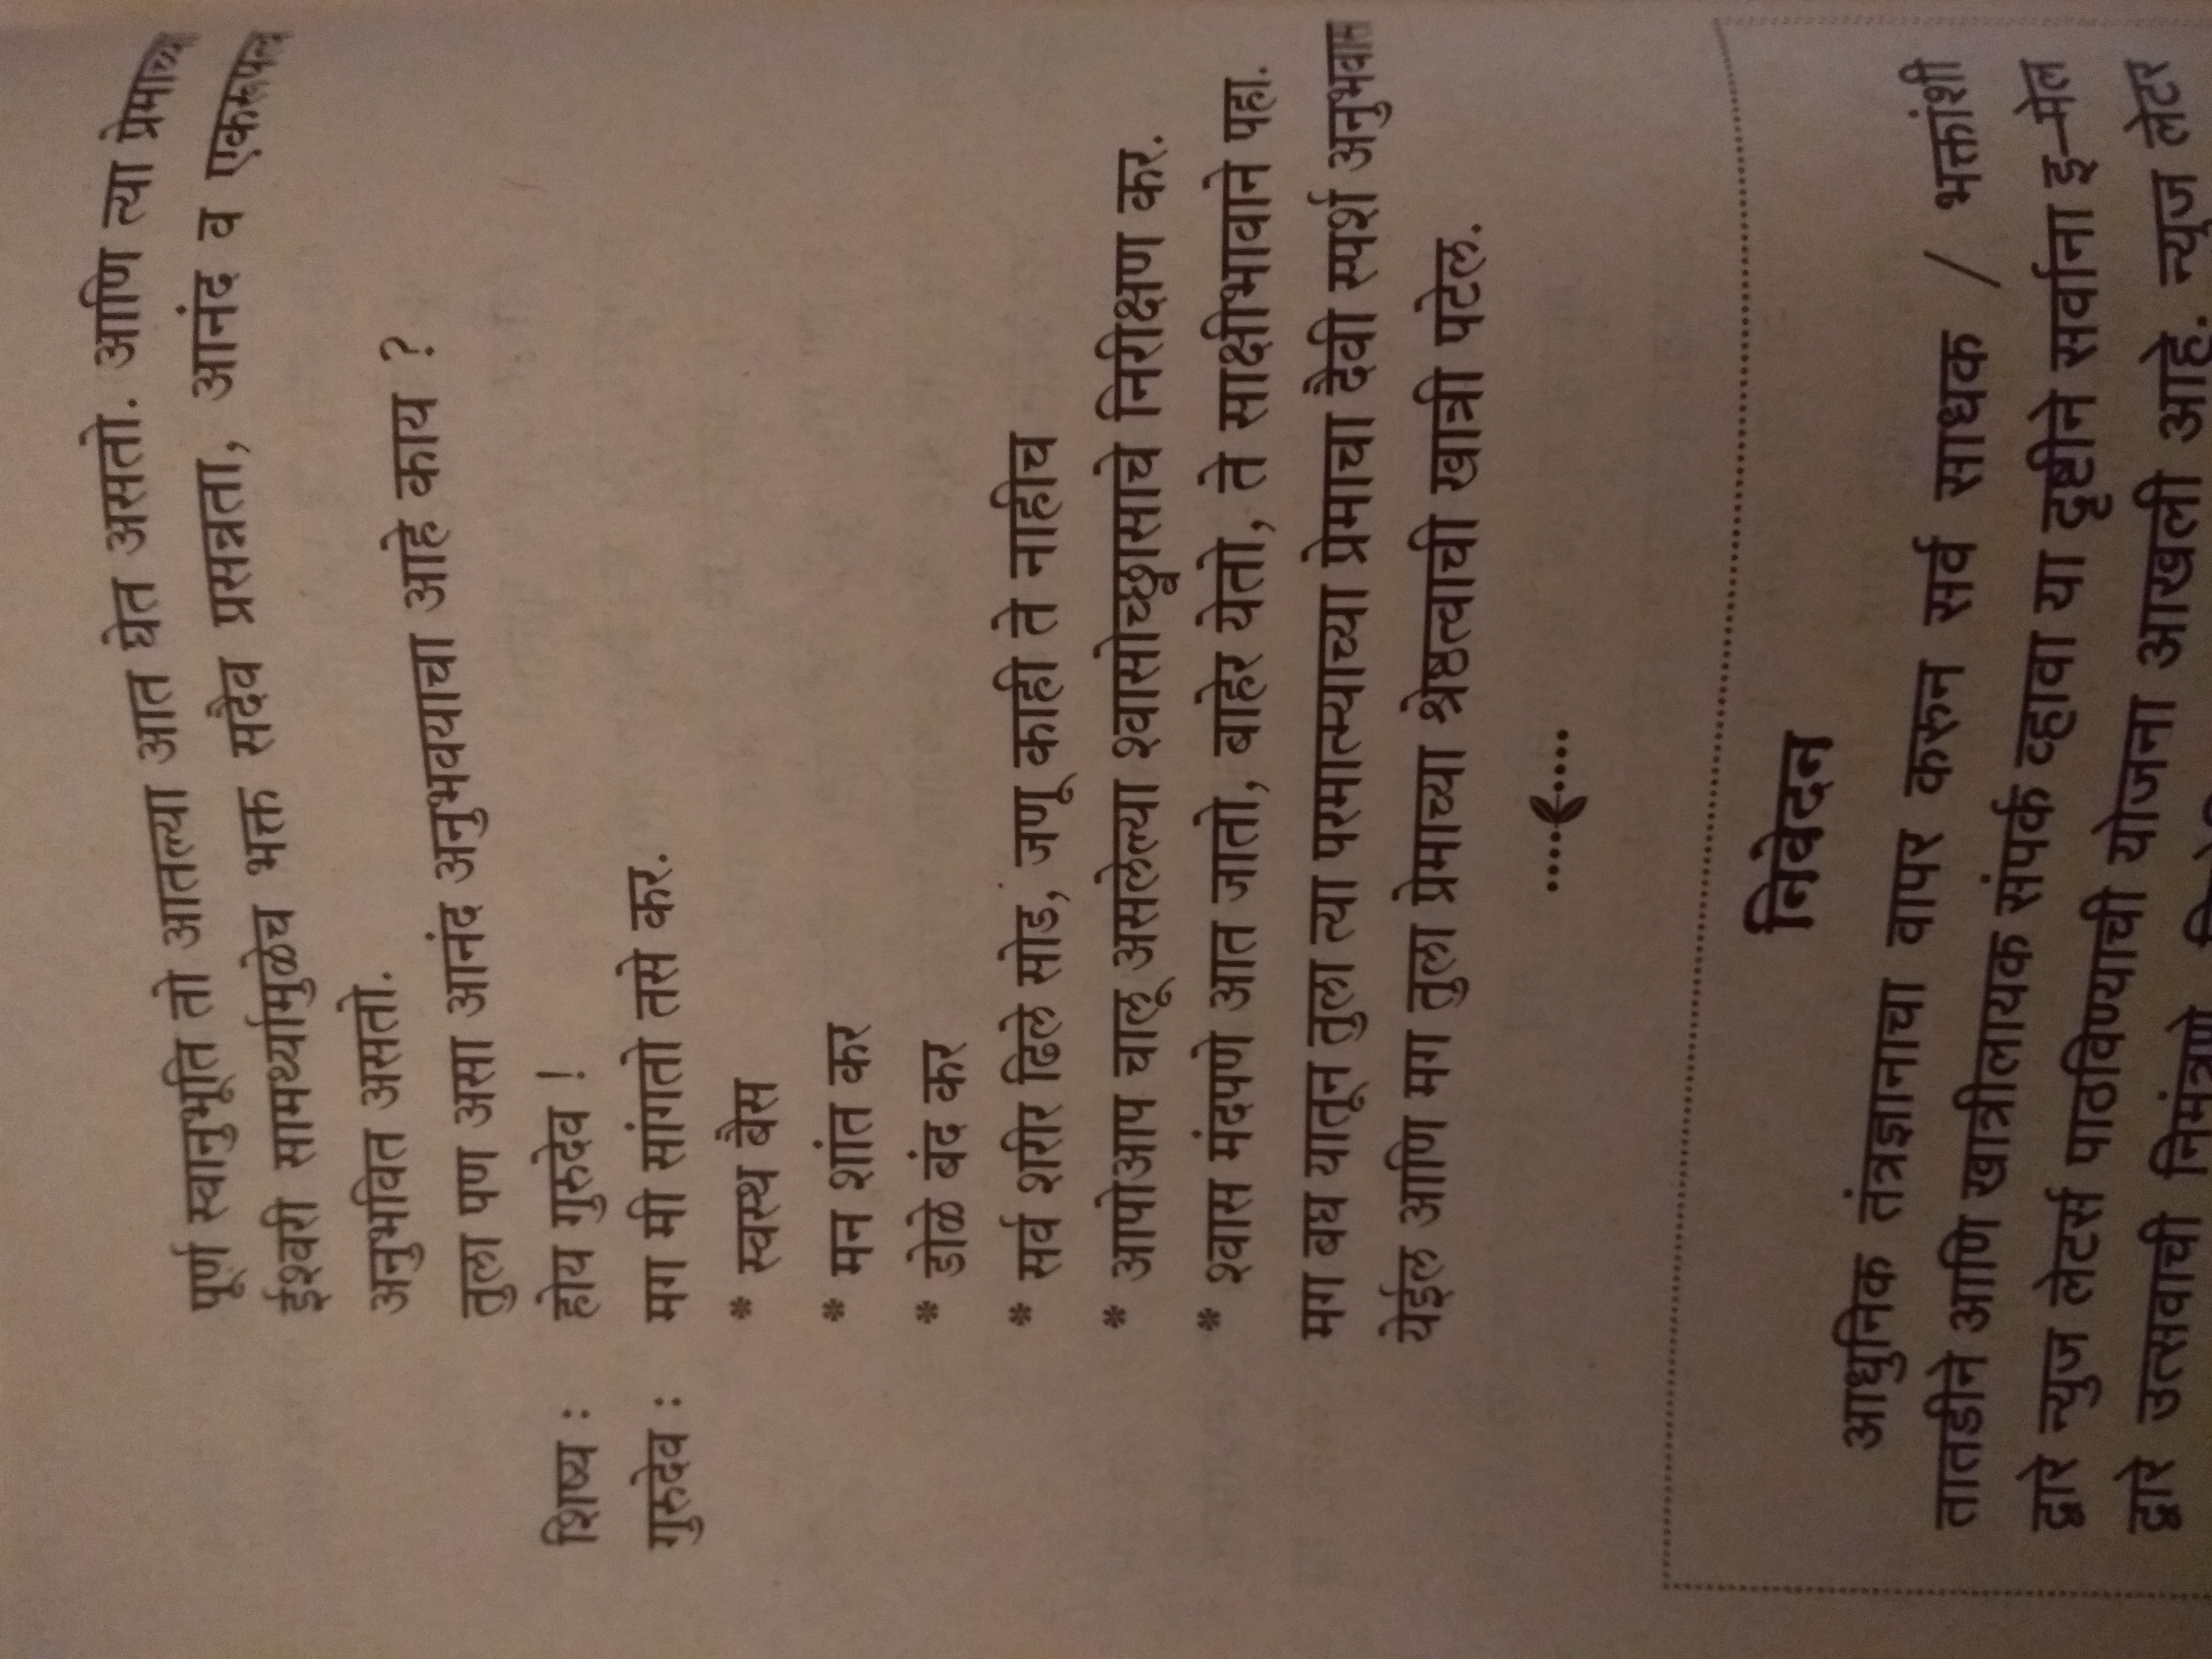 पूर्ण स्वानुभूति तो आतल्या आत घेत असतो. आणि त्या प्रेमाच्या
ईश्वरी सामर्थ्यामुळेच भक्त सदैव प्रसन्नता, आनंद व
अनुभवित असतो.
तुला पण असा आनंद अनुभवयाचा आहे काय ?
शिष्य : होय गुरुदेव !
गुरुदेव : मग मी सांगतो तसे कर.
* स्वस्थ बैस
* मन शांत कर
* डोळे बंद कर
* सर्व शरीर ढिले सोड, जणू काही ते नाहीच
* आपोआप चालू असलेल्या श्वासोच्छ्वासाचे निरीक्षण कर.
* श्वास मंदपणे आत जातो, बाहेर येतो, ते साक्षीभावाने पहा.
मग बघ यातून तुला त्या परमात्म्याच्या प्रेमाचा दैवी स्पर्श अनुभवास
येईल आणि मग तुला प्रेमाच्या श्रेष्ठत्वाची खात्री पटेल.
निवेदन
आधुनिक तंत्रज्ञानाचा वापर करुन सर्व साधक / भक्तांशी
तातडीने आणि खात्रीलायक संपर्क व्हावा या दृष्टीने सर्वाना इ–मेल
द्वारे न्युज लेटर्स पाठविण्याची योजना आखली आहे. न्युज लेटर
द्वारे उत्सवाची निमंत्रणे